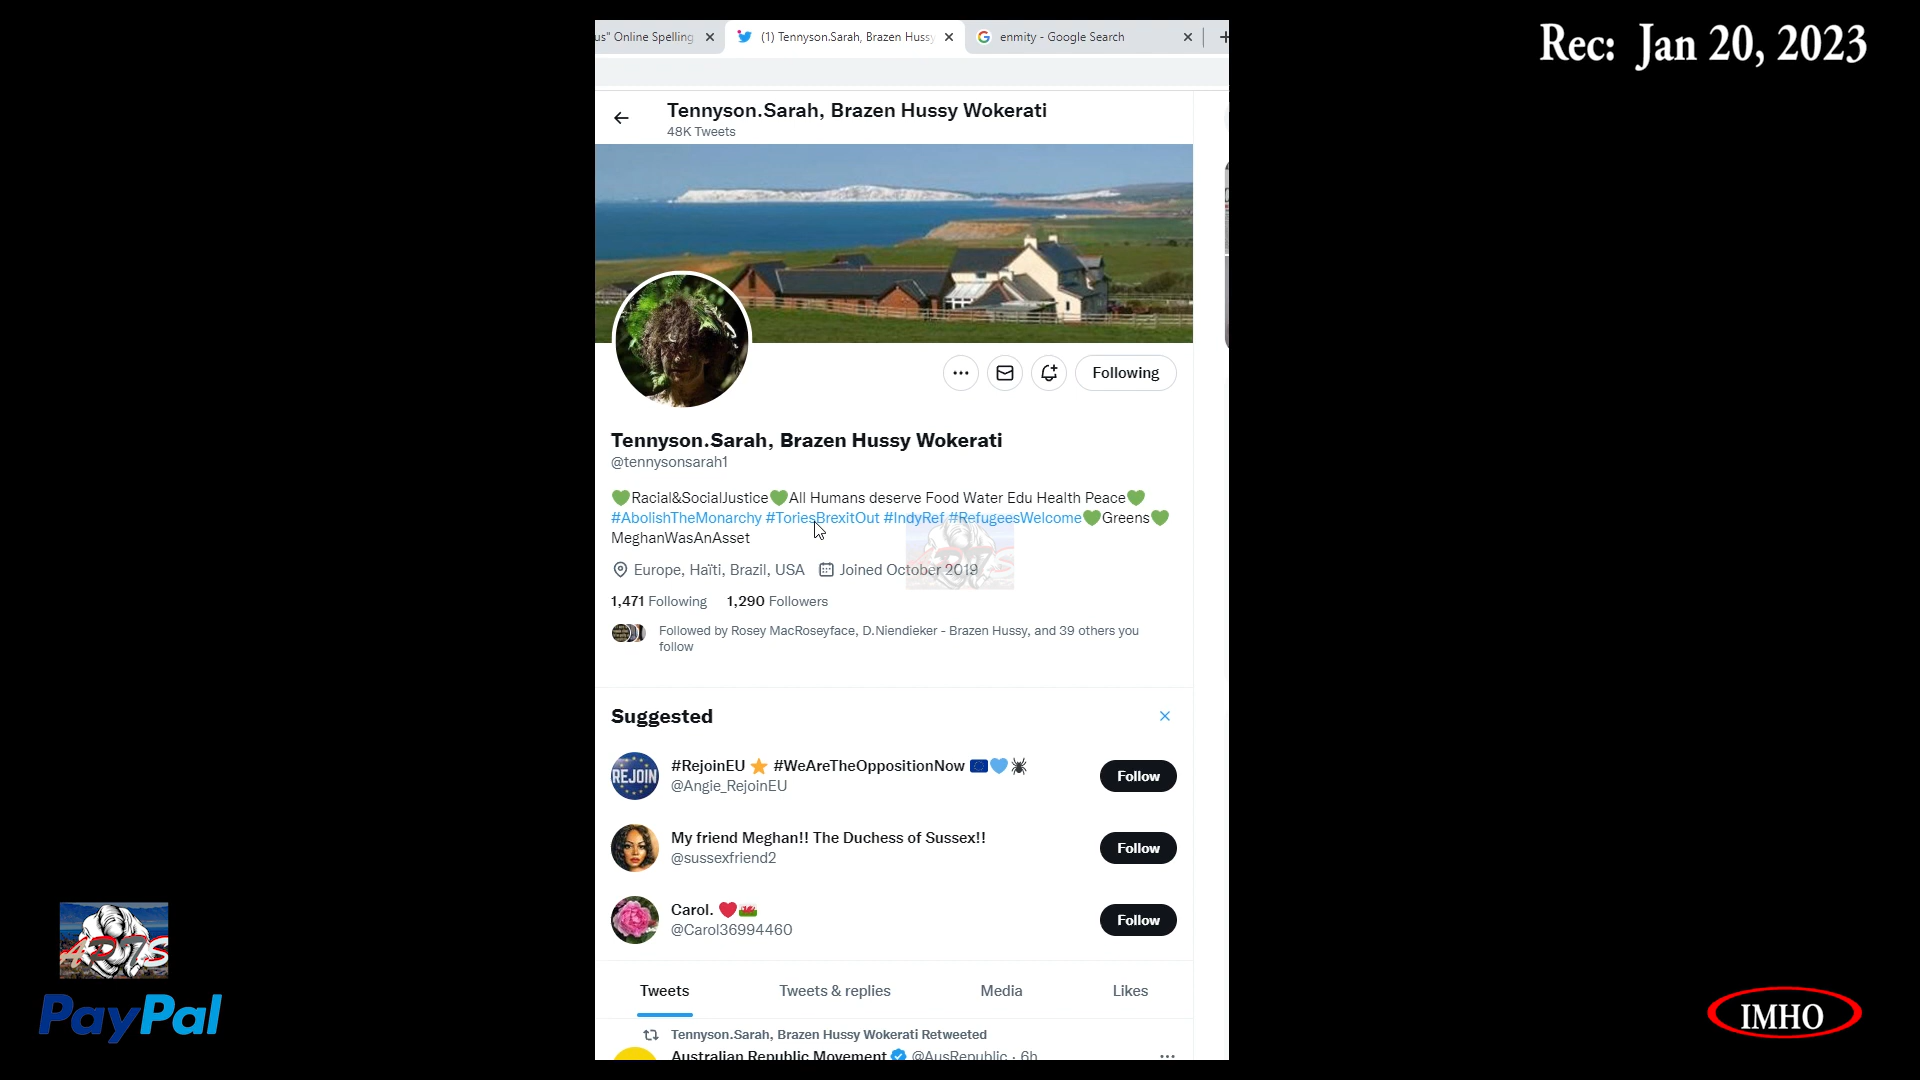 Rec: Jan 20, 2023
us" Online Spelling
(1) Tennyson.Sarah, Brazen Hussy
enmity - Google Search
Tennyson.Sarah, Brazen Hussy Wokerati
48K Tweets
Following
Tennyson.Sarah, Brazen Hussy Wokerati
@tennysonsarah1
💚Racial&SocialJustice💚All Humans deserve Food Water Edu Health Peace💚
#AbolishTheMonarchy #ToriesBrexitOut #IndyRef #RefugeesWelcome💚Greens💚
MeghanWasAnAsset
Europe, Haïti, Brazil, USA Joined October 2019
1,471 Following 1,290 Followers
Followed by Rosey MacRoseyface, D.Niendieker - Brazen Hussy, and 39 others you
follow
Suggested
REJOIN
#RejoinEU ⭐ #WeAreTheOppositionNow 🇪🇺💙🕷
@Angie_RejoinEU
Follow
My friend Meghan!! The Duchess of Sussex!!
@sussexfriend2
Follow
Carol. ❤️🏴󠁧󠁢󠁷󠁬󠁳󠁿
@Carol36994460
Follow
Tweets Tweets & replies Media Likes
Tennyson.Sarah, Brazen Hussy Wokerati Retweeted
Australian Republic Movement @AusRepublic · 6h
PayPal
IMHO